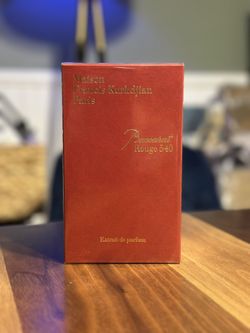 Maison
Francis Kurkdjian
Paris
Baccarat
Rouge 540
Extrait de parfum